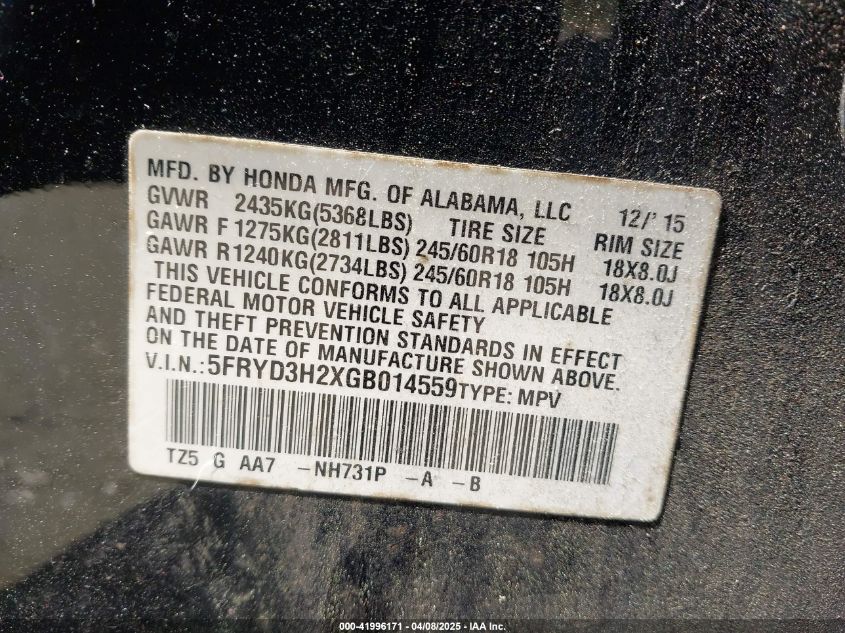 MFD. BY HONDA MFG. OF ALABAMA, LLC 12/' 15
GVWR 2435KG(5368LBS) TIRE SIZE RIM SIZE
GAWR F 1275KG(2811LBS) 245/60R18 105H 18X8.0J
GAWR R 1240KG(2734LBS) 245/60R18 105H 18X8.0J
THIS VEHICLE CONFORMS TO ALL APPLICABLE
FEDERAL MOTOR VEHICLE SAFETY
AND THEFT PREVENTION STANDARDS IN EFFECT
ON THE DATE OF MANUFACTURE SHOWN ABOVE.
V.I.N.: 5FRYD3H2XGB014559 TYPE: MPV
TZ5 G AA7 -NH731P -A -B
000-41996171 - 04/08/2025 - IAA Inc.